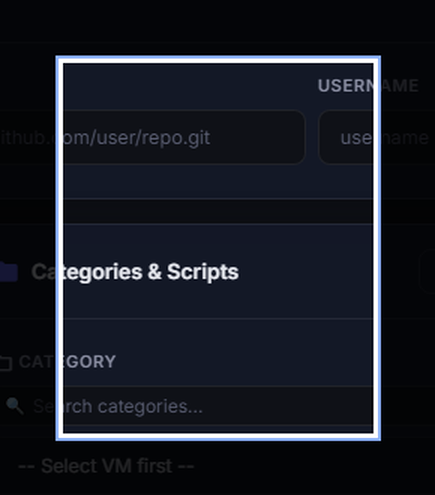 USERNAME
ithub.com/user/repo.git
username
Categories & Scripts
CATEGORY
Search categories...
-- Select VM first --